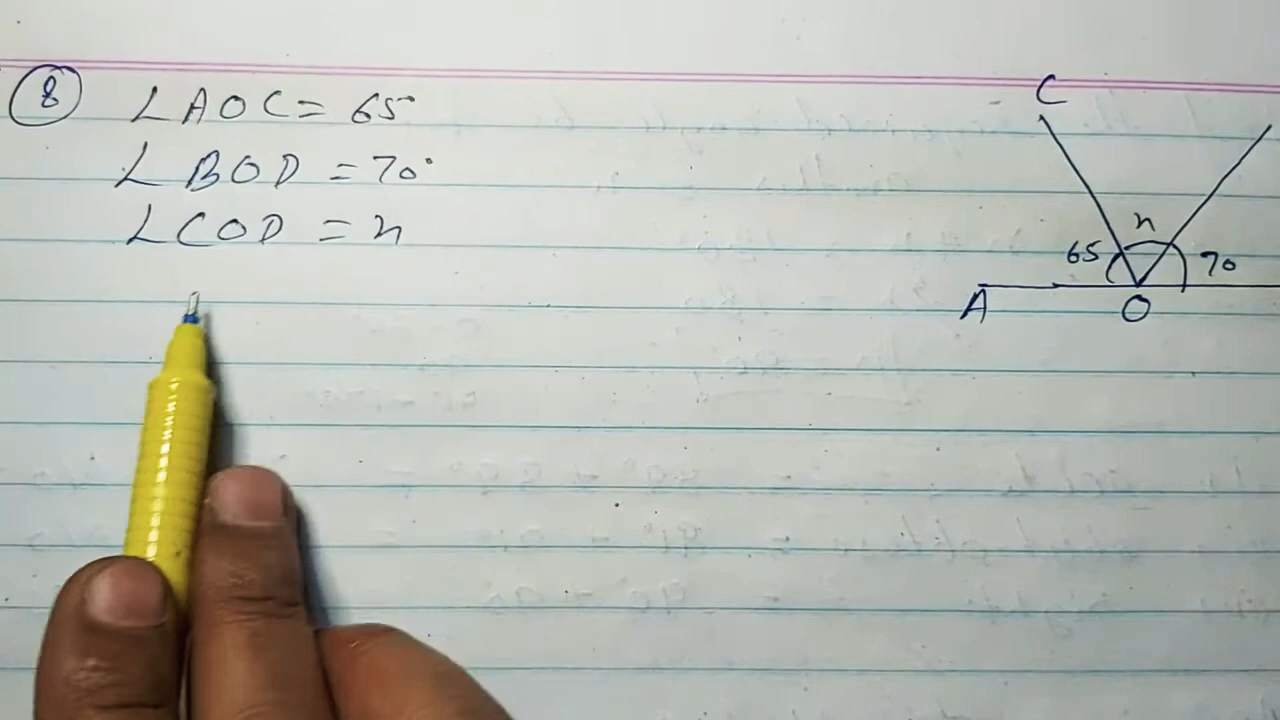 8 ∠AOC = 65°
∠BOD = 70°
∠COD = x
C
x
65
70
A
O